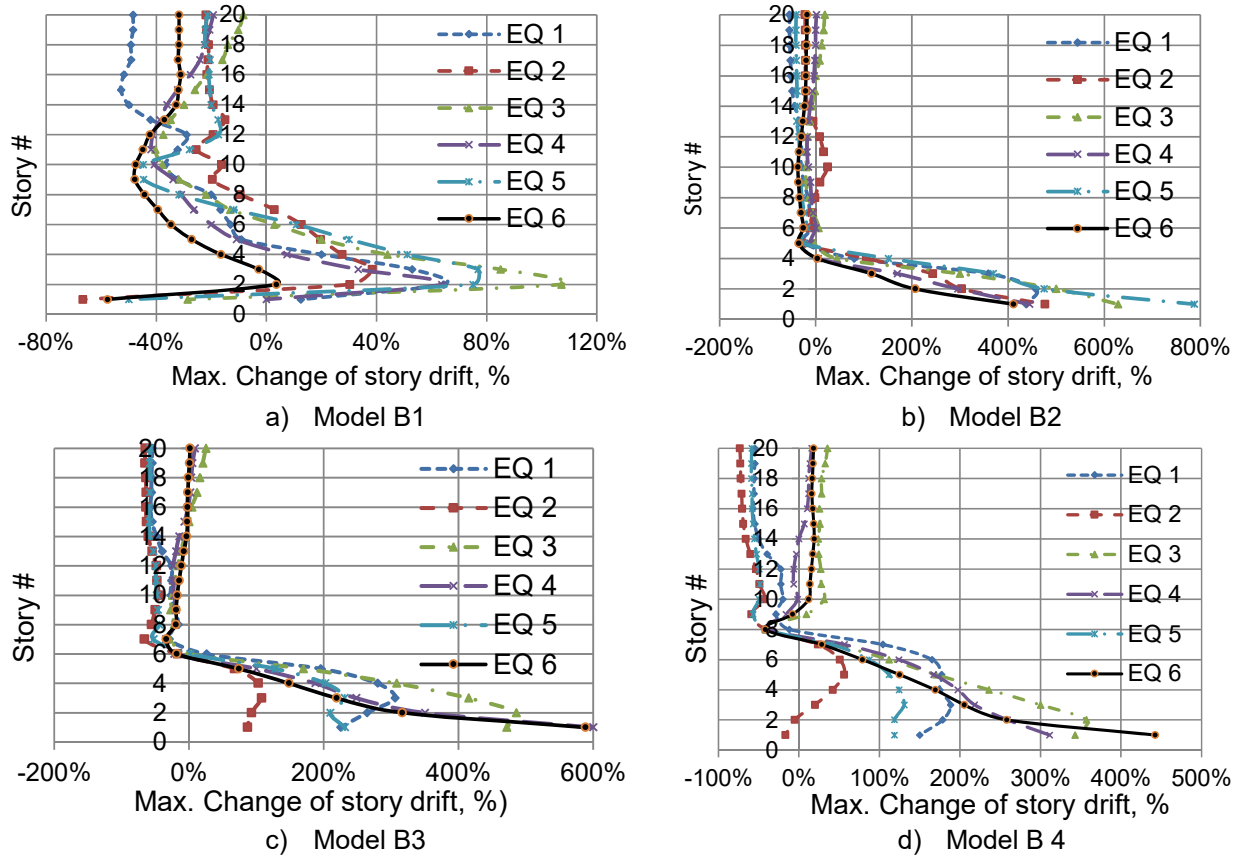 20
18
16
14
12
10
8
6
4
2
0
Story #
-80%
-40%
0%
40%
80%
120%
Max. Change of story drift, %
EQ 1
EQ 2
EQ 3
EQ 4
EQ 5
EQ 6
a) Model B1
20
18
16
14
12
10
8
6
4
2
0
Story #
-200%
0%
200%
400%
600%
800%
Max. Change of story drift, %
EQ 1
EQ 2
EQ 3
EQ 4
EQ 5
EQ 6
b) Model B2
20
18
16
14
12
10
8
6
4
2
0
Story #
-200%
0%
200%
400%
600%
Max. Change of story drift, %)
EQ 1
EQ 2
EQ 3
EQ 4
EQ 5
EQ 6
c) Model B3
20
18
16
14
12
10
8
6
4
2
0
Story #
-100%
0%
100%
200%
300%
400%
500%
Max. Change of story drift, %
EQ 1
EQ 2
EQ 3
EQ 4
EQ 5
EQ 6
d) Model B 4